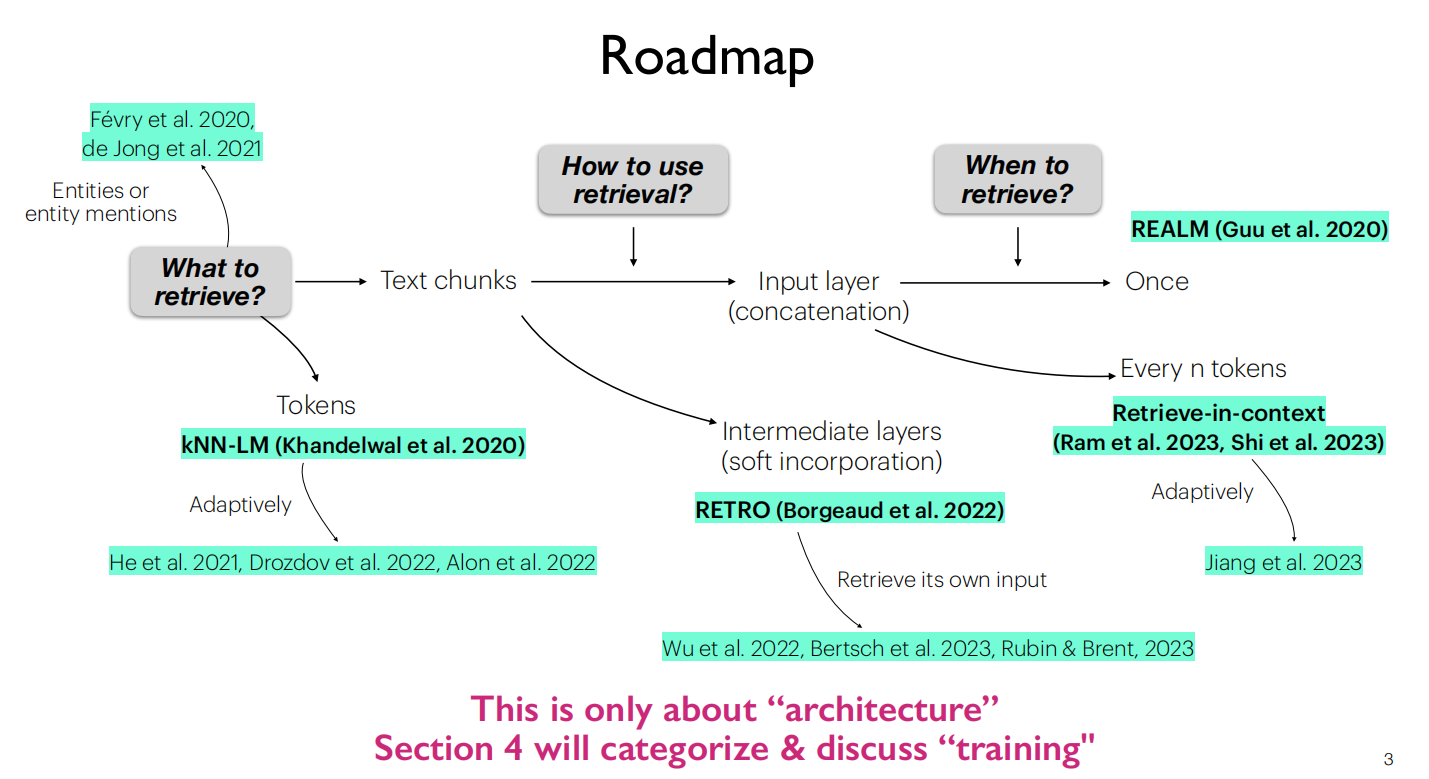 Roadmap
Févry et al. 2020,
de Jong et al. 2021
Entities or
entity mentions
What to
retrieve?
Text chunks
How to use
retrieval?
Input layer
(concatenation)
When to
retrieve?
REALM (Guu et al. 2020)
Once
Every n tokens
Retrieve-in-context
(Ram et al. 2023, Shi et al. 2023)
Adaptively
Jiang et al. 2023
Tokens
kNN-LM (Khandelwal et al. 2020)
Adaptively
He et al. 2021, Drozdov et al. 2022, Alon et al. 2022
Intermediate layers
(soft incorporation)
RETRO (Borgeaud et al. 2022)
Retrieve its own input
Wu et al. 2022, Bertsch et al. 2023, Rubin & Brent, 2023
This is only about “architecture”
Section 4 will categorize & discuss “training"
3